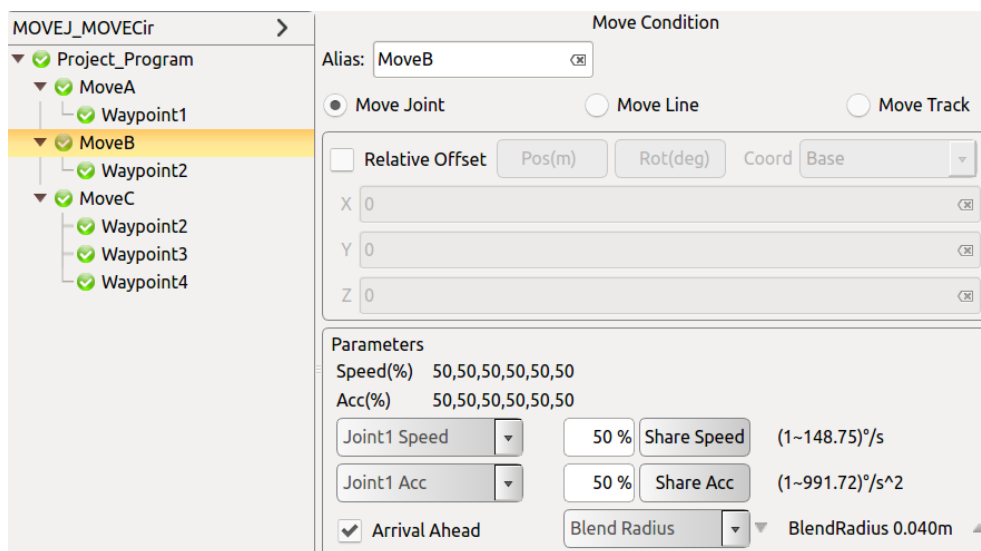 MOVEJ_MOVECir
Project_Program
MoveA
Waypoint1
MoveB
Waypoint2
MoveC
Waypoint2
Waypoint3
Waypoint4
Move Condition
Alias: MoveB
Move Joint Move Line Move Track
Relative Offset Pos(m) Rot(deg) Coord Base
X 0
Y 0
Z 0
Parameters
Speed(%) 50,50,50,50,50,50
Acc(%) 50,50,50,50,50,50
Joint1 Speed 50 % Share Speed (1~148.75)°/s
Joint1 Acc 50 % Share Acc (1~991.72)°/s^2
Arrival Ahead Blend Radius BlendRadius 0.040m